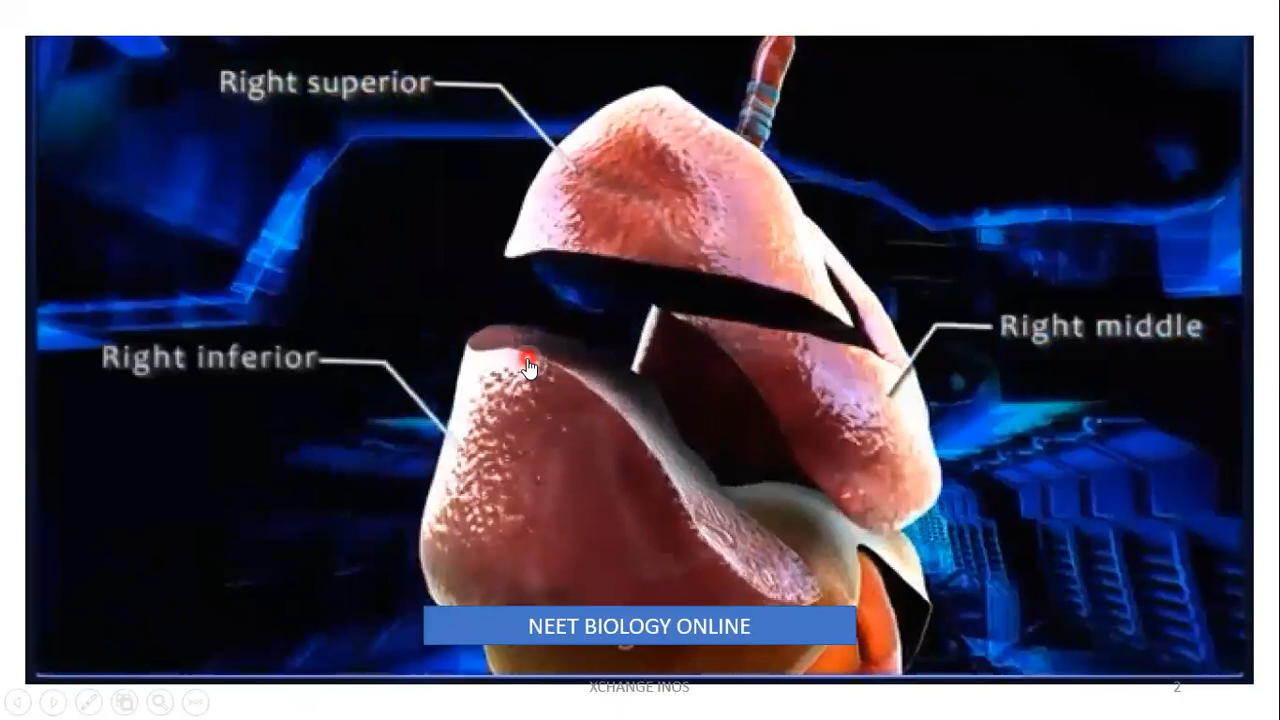 Right superior
Right middle
Right inferior
NEET BIOLOGY ONLINE
XCHANGE INOS
2